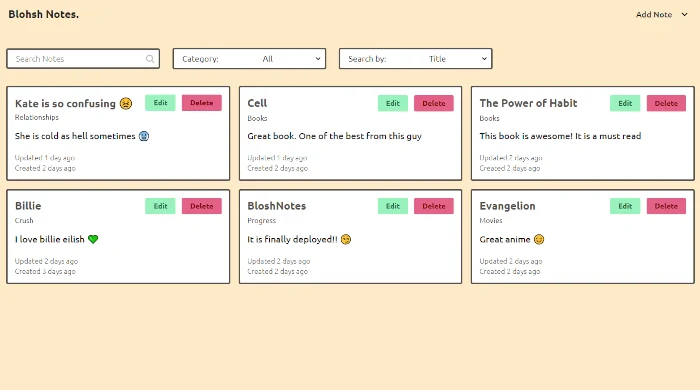 Blohsh Notes.
Add Note
Search Notes
Category: All
Search by: Title
Kate is so confusing 😣 Edit Delete
Relationships
She is cold as hell sometimes 🥶
Updated 1 day ago
Created 2 days ago
Cell Edit Delete
Books
Great book. One of the best from this guy
Updated 1 day ago
Created 2 days ago
The Power of Habit Edit Delete
Books
This book is awesome! It is a must read
Updated 2 days ago
Created 2 days ago
Billie Edit Delete
Crush
I love billie eilish 💚
Updated 2 days ago
Created 3 days ago
BloshNotes Edit Delete
Progress
It is finally deployed!! 😏
Updated 2 days ago
Created 2 days ago
Evangelion Edit Delete
Movies
Great anime 😊
Updated 2 days ago
Created 2 days ago